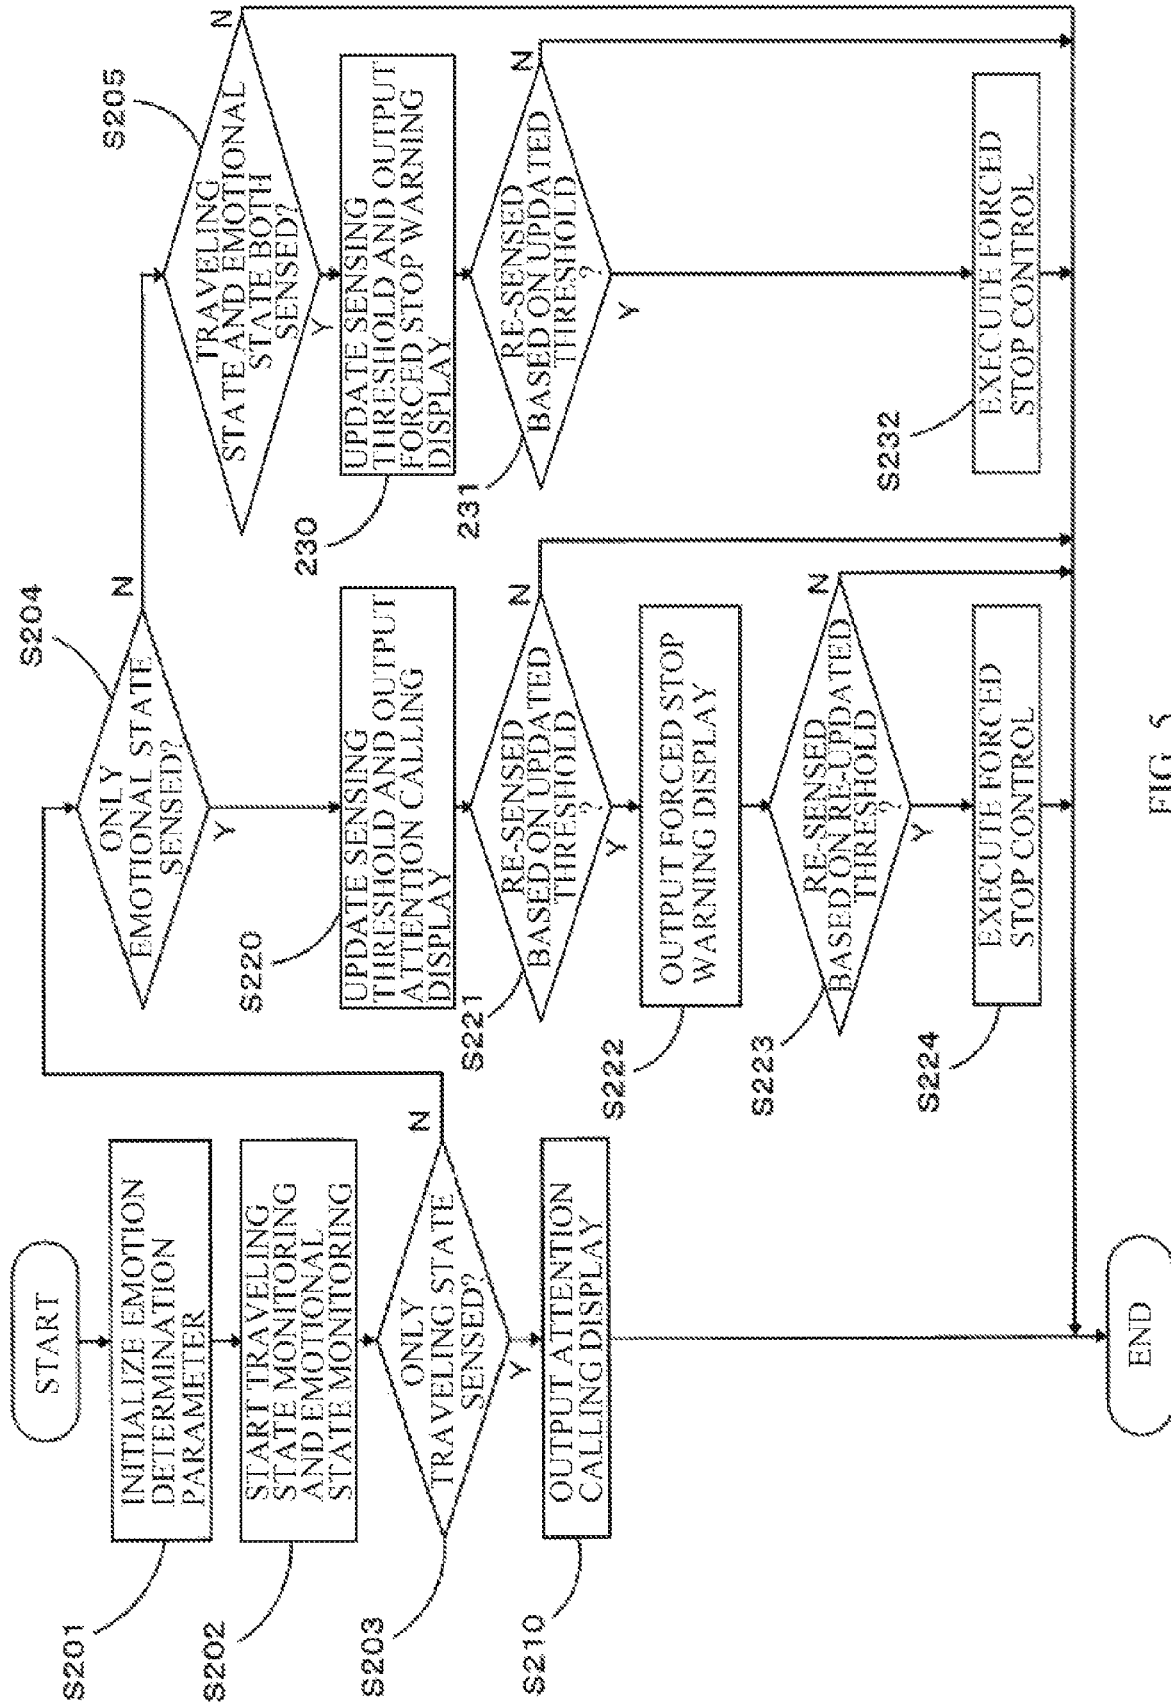 START
S201
INITIALIZE EMOTION
DETERMINATION
PARAMETER
S202
START TRAVELING
STATE MONITORING
AND EMOTIONAL
STATE MONITORING
S203
ONLY
TRAVELING STATE
SENSED?
N
Y
S210
OUTPUT ATTENTION
CALLING DISPLAY
END
S204
ONLY
EMOTIONAL STATE
SENSED?
N
Y
S220
UPDATE SENSING
THRESHOLD AND OUTPUT
ATTENTION CALLING
DISPLAY
S221
RE-SENSED
BASED ON UPDATED
THRESHOLD
?
N
Y
S222
OUTPUT FORCED STOP
WARNING DISPLAY
S223
RE-SENSED
BASED ON RE-UPDATED
THRESHOLD
?
N
Y
S224
EXECUTE FORCED
STOP CONTROL
S205
TRAVELING
STATE AND EMOTIONAL
STATE BOTH
SENSED?
N
Y
230
UPDATE SENSING
THRESHOLD AND OUTPUT
FORCED STOP WARNING
DISPLAY
231
RE-SENSED
BASED ON UPDATED
THRESHOLD
?
N
Y
S232
EXECUTE FORCED
STOP CONTROL
FIG. 5